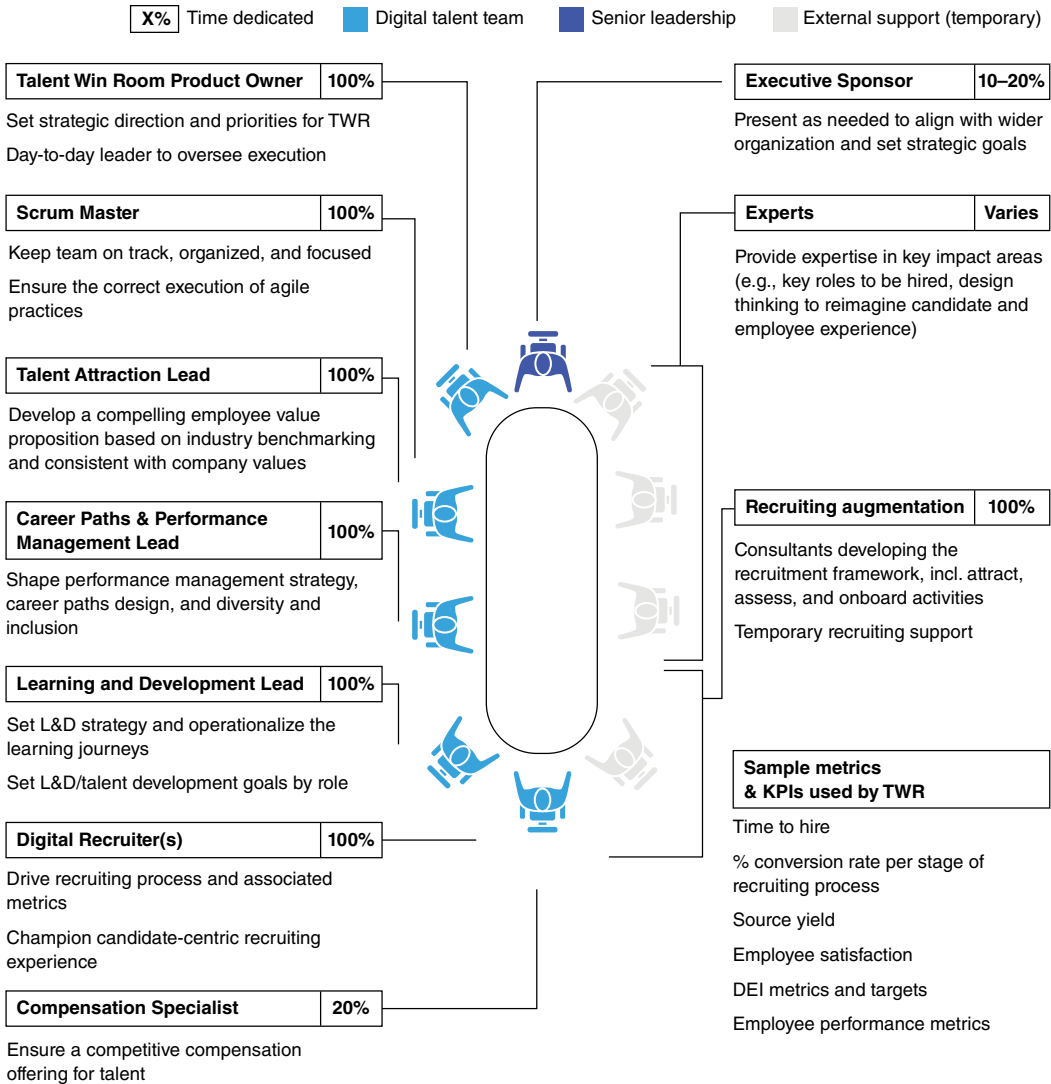 X% Time dedicated
Digital talent team
Senior leadership
External support (temporary)
Talent Win Room Product Owner 100%
Set strategic direction and priorities for TWR
Day-to-day leader to oversee execution
Scrum Master 100%
Keep team on track, organized, and focused
Ensure the correct execution of agile
practices
Talent Attraction Lead 100%
Develop a compelling employee value
proposition based on industry benchmarking
and consistent with company values
Career Paths & Performance
Management Lead
100%
Shape performance management strategy,
career paths design, and diversity and
inclusion
Learning and Development Lead 100%
Set L&D strategy and operationalize the
learning journeys
Set L&D/talent development goals by role
Digital Recruiter(s) 100%
Drive recruiting process and associated
metrics
Champion candidate-centric recruiting
experience
Compensation Specialist 20%
Ensure a competitive compensation
offering for talent
Executive Sponsor 10–20%
Present as needed to align with wider
organization and set strategic goals
Experts Varies
Provide expertise in key impact areas
(e.g., key roles to be hired, design
thinking to reimagine candidate and
employee experience)
Recruiting augmentation 100%
Consultants developing the
recruitment framework, incl. attract,
assess, and onboard activities
Temporary recruiting support
Sample metrics
& KPIs used by TWR
Time to hire
% conversion rate per stage of
recruiting process
Source yield
Employee satisfaction
DEI metrics and targets
Employee performance metrics